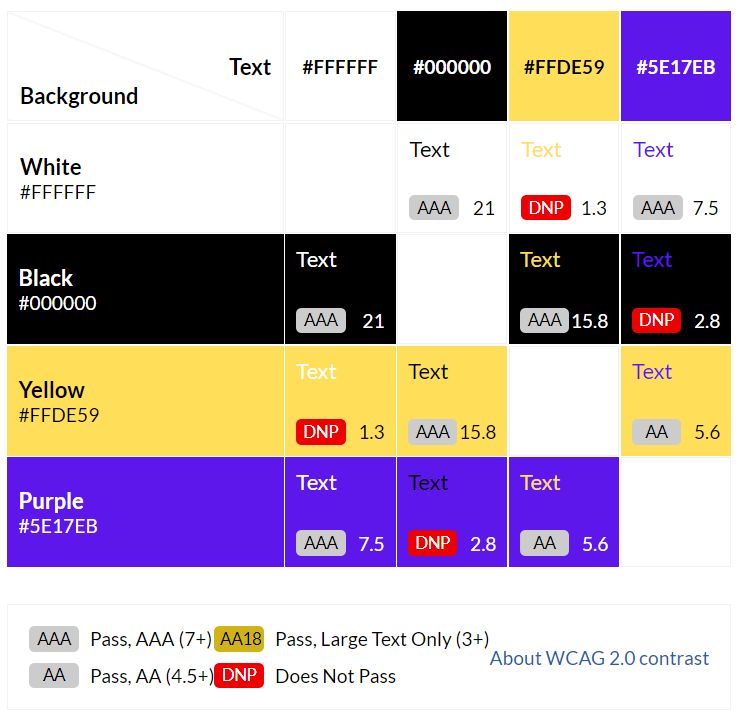 Text
Background
#FFFFFF
#000000
#FFDE59
#5E17EB
White
#FFFFFF
Text
AAA 21
Text
DNP 1.3
Text
AAA 7.5
Black
#000000
Text
AAA 21
Text
AAA 15.8
Text
DNP 2.8
Yellow
#FFDE59
Text
DNP 1.3
Text
AAA 15.8
Text
AA 5.6
Purple
#5E17EB
Text
AAA 7.5
Text
DNP 2.8
Text
AA 5.6
AAA Pass, AAA (7+)
AA18 Pass, Large Text Only (3+)
AA Pass, AA (4.5+)
DNP Does Not Pass
About WCAG 2.0 contrast